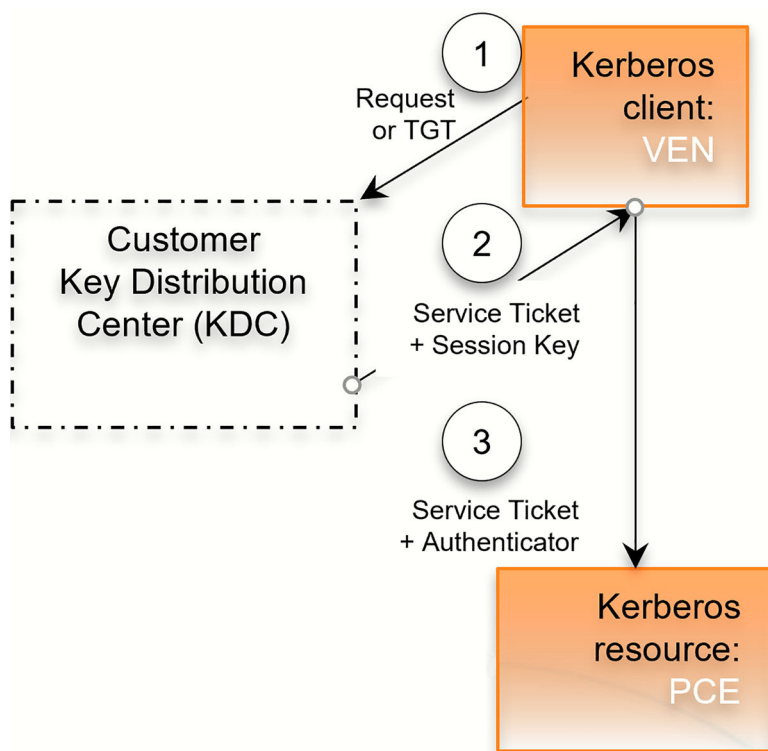 1
Kerberos
client:
VEN
Request
or TGT
Customer
Key Distribution
Center (KDC)
2
Service Ticket
+ Session Key
3
Service Ticket
+ Authenticator
Kerberos
resource:
PCE